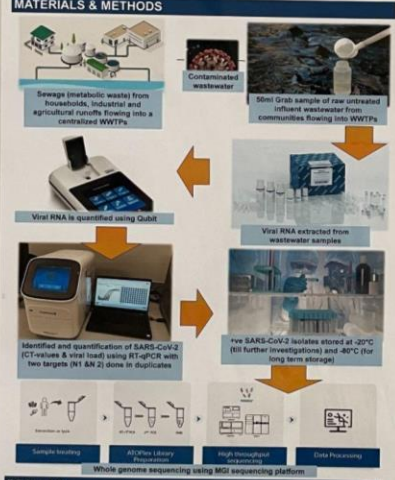 MATERIALS & METHODS
Sewage (metabolic waste) from
households, industrial and
agricultural runoffs flowing into a
centralized WWTPs
Contaminated
wastewater
50ml Grab sample of raw untreated
influent wastewater from
communities flowing into WWTPs
Viral RNA is quantified using Qubit
Viral RNA extracted from
wastewater samples
Identified and quantification of SARS-CoV-2
(CT-values & viral load) using RT-qPCR with
two targets (N1 &N 2) done in duplicates
+ve SARS-CoV-2 isolates stored at -20°C
(till further investigations) and -80°C (for
long term storage)
Sample treating
ATOPlex Library
Preparation
High throughput
sequencing
Data Processing
Whole genome sequencing using MGI sequencing platform